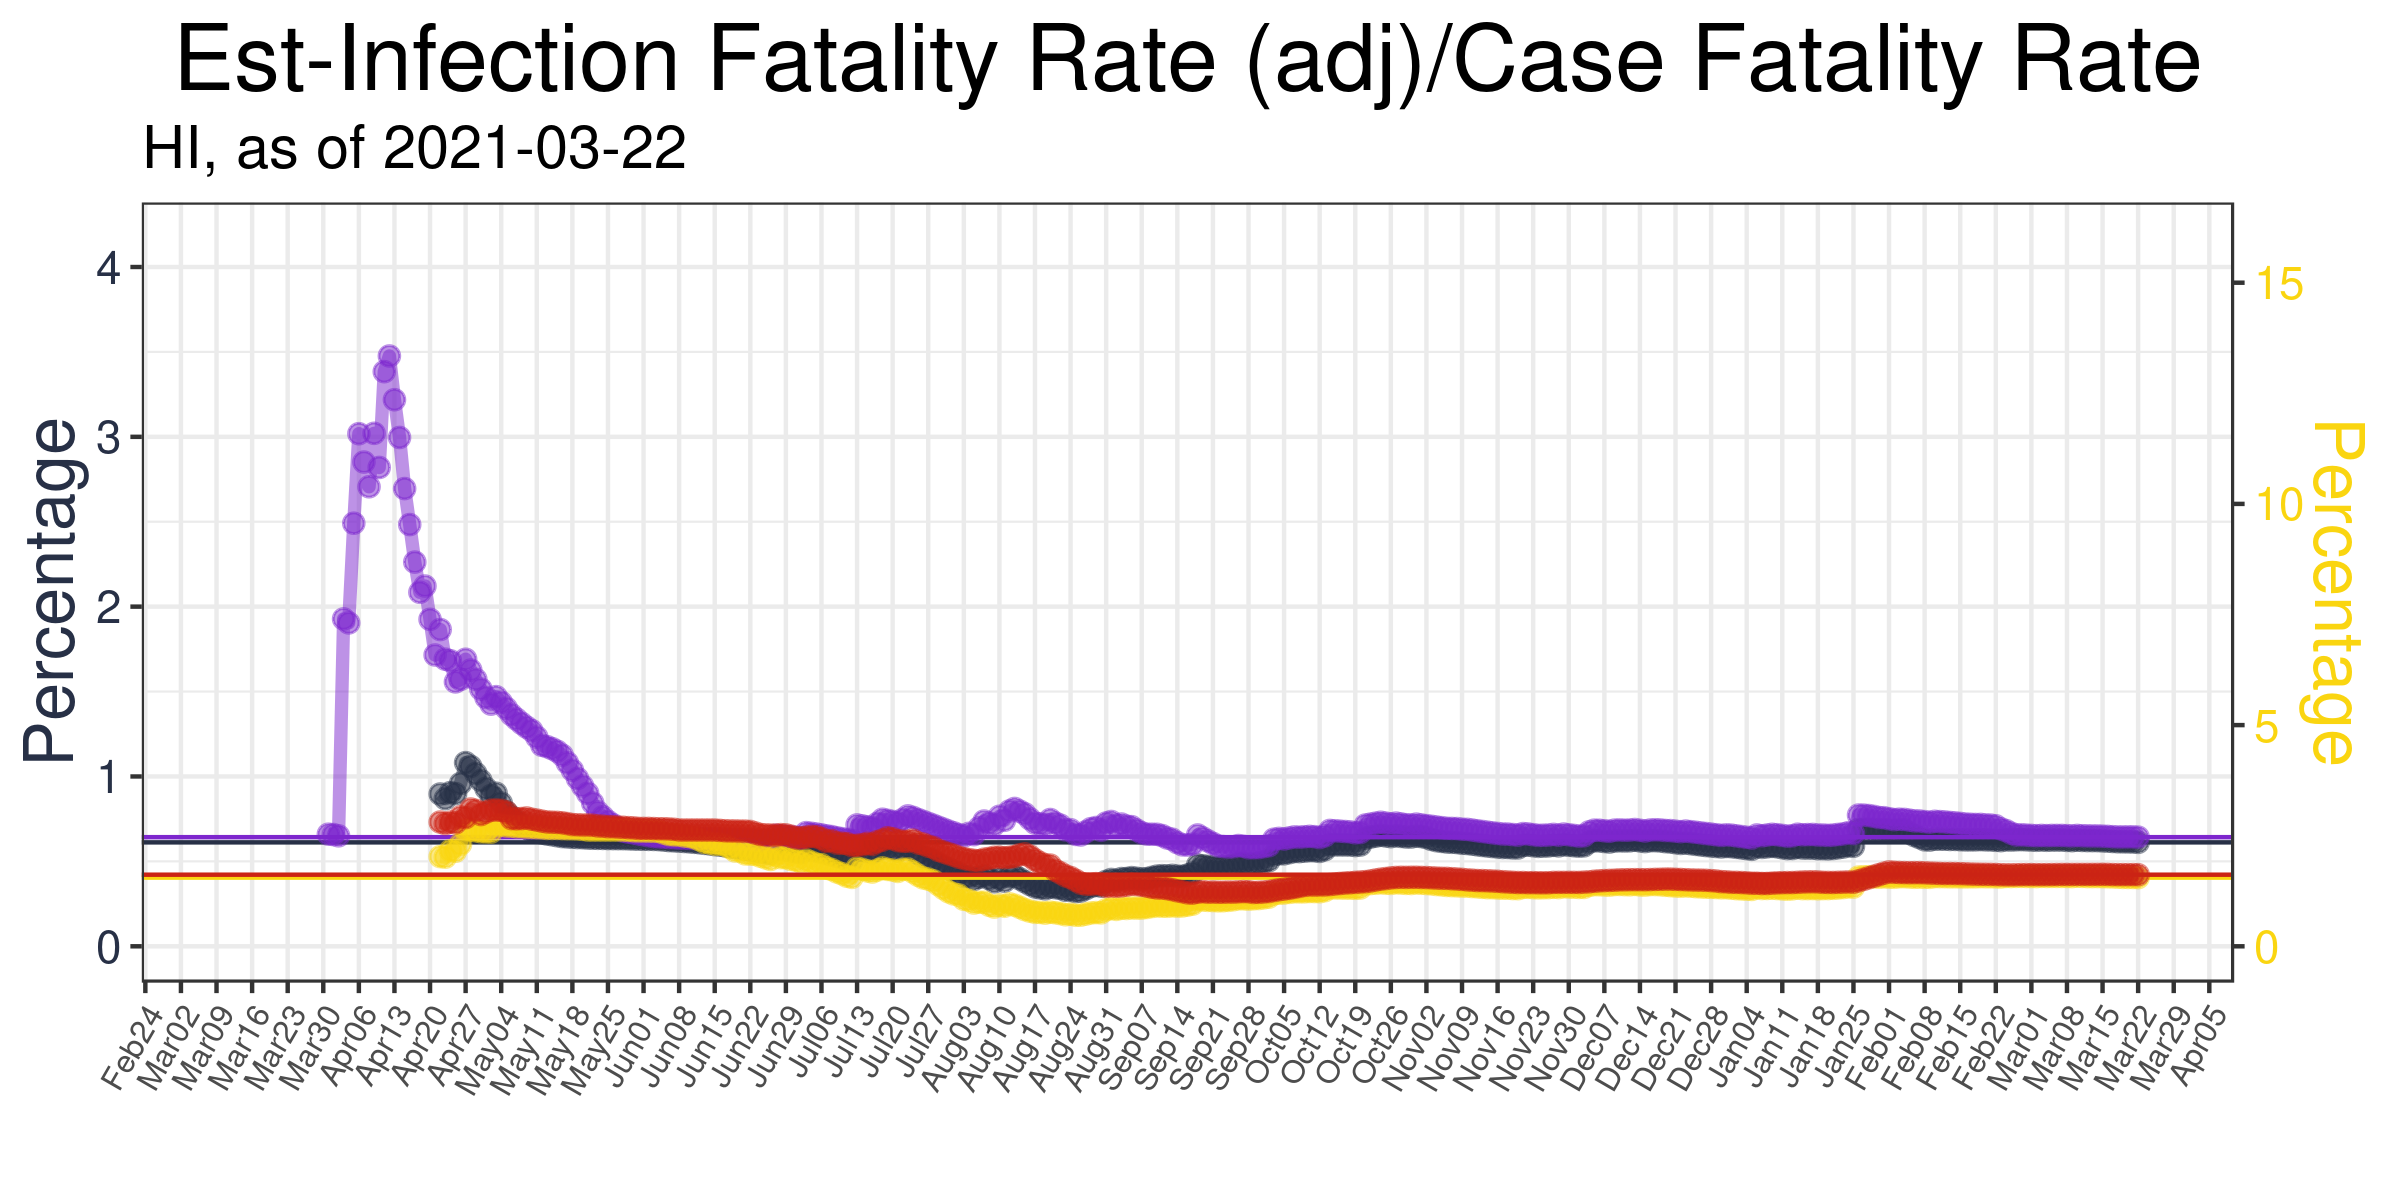 Est-Infection Fatality Rate (adj)/Case Fatality Rate
HI, as of 2021-03-22
Percentage
4
3
2
1
0
15
10
5
0
Percentage
Feb24
Mar02
Mar09
Mar16
Mar23
Mar30
Apr06
Apr13
Apr20
Apr27
May04
May11
May18
May25
Jun01
Jun08
Jun15
Jun22
Jun29
Jul06
Jul13
Jul20
Jul27
Aug03
Aug10
Aug17
Aug24
Aug31
Sep07
Sep14
Sep21
Sep28
Oct05
Oct12
Oct19
Oct26
Nov02
Nov09
Nov16
Nov23
Nov30
Dec07
Dec14
Dec21
Dec28
Jan04
Jan11
Jan18
Jan25
Feb01
Feb08
Feb15
Feb22
Mar01
Mar08
Mar15
Mar22
Mar29
Apr05